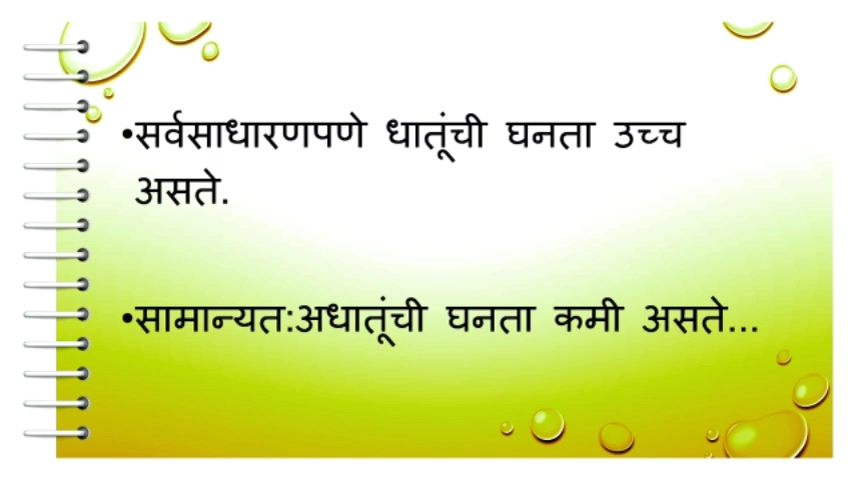 •सर्वसाधारणपणे धातूंची घनता उच्च
असते.
•सामान्यत:अधातूंची घनता कमी असते...